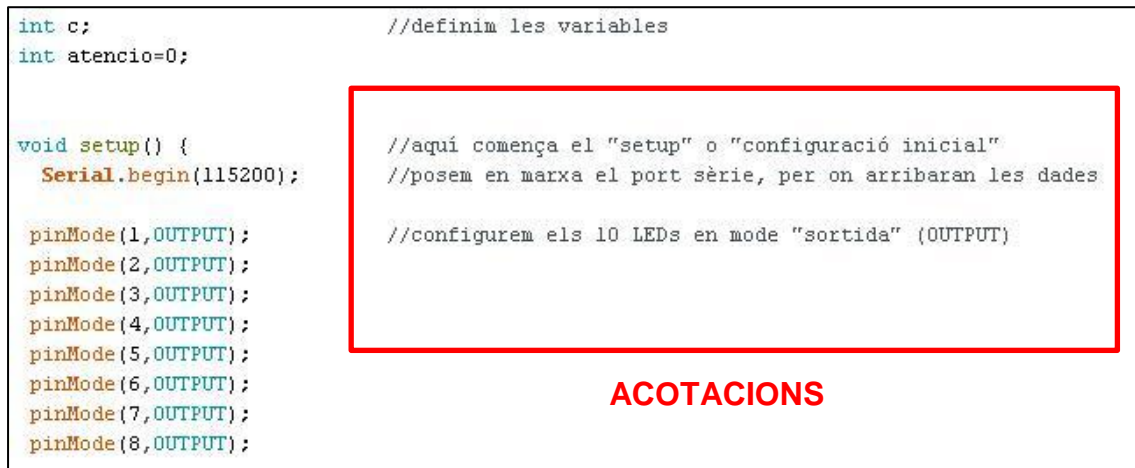 int c; //definim les variables
int atencio=0;
void setup() { //aquí comença el "setup" o "configuració inicial"
Serial.begin(115200); //posem en marxa el port sèrie, per on arribaran les dades
pinMode(1,OUTPUT); //configurem els 10 LEDs en mode "sortida" (OUTPUT)
pinMode(2,OUTPUT);
pinMode(3,OUTPUT);
pinMode(4,OUTPUT);
pinMode(5,OUTPUT);
pinMode(6,OUTPUT);
pinMode(7,OUTPUT);
pinMode(8,OUTPUT);
ACOTACIONS